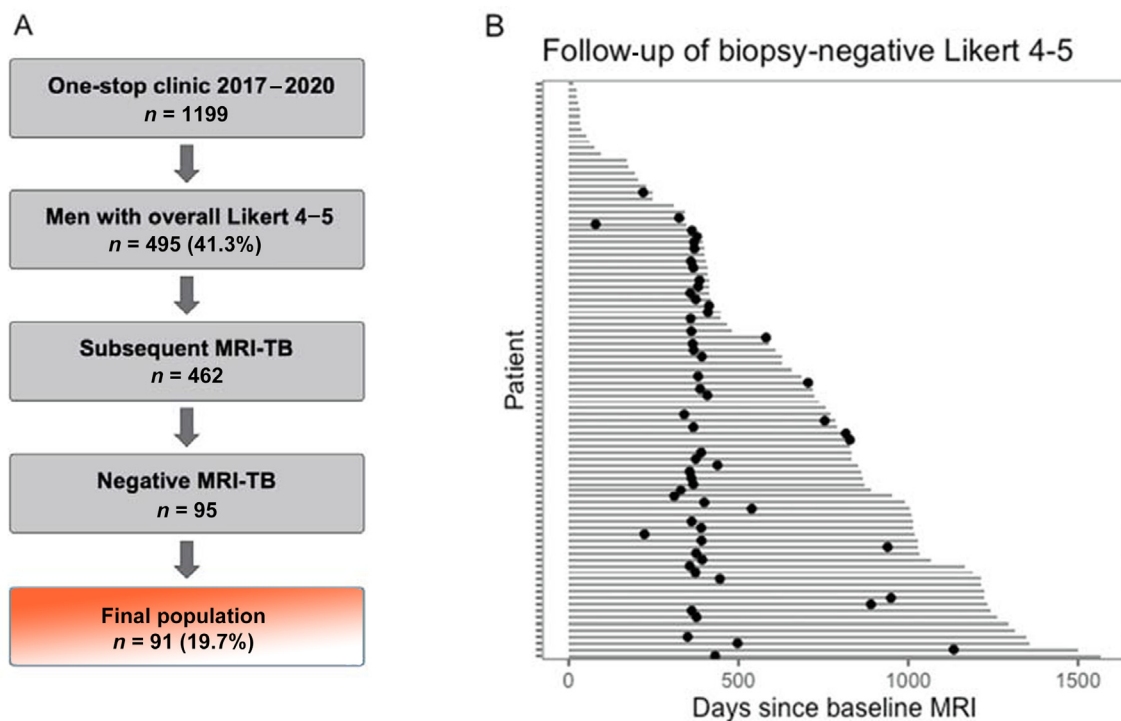 A
One-stop clinic 2017–2020
n = 1199
Men with overall Likert 4–5
n = 495 (41.3%)
Subsequent MRI-TB
n = 462
Negative MRI-TB
n = 95
Final population
n = 91 (19.7%)
B
Follow-up of biopsy-negative Likert 4-5
Patient
0 500 1000 1500
Days since baseline MRI